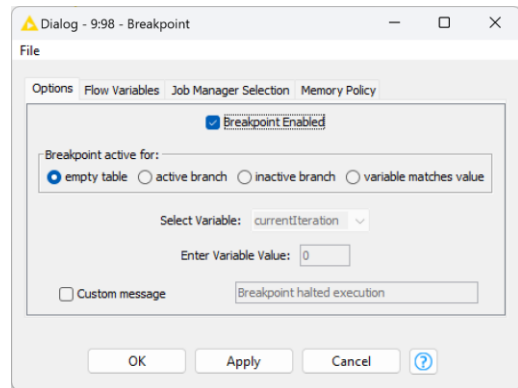 Dialog - 9:98 - Breakpoint
File
Options Flow Variables Job Manager Selection Memory Policy
Breakpoint Enabled
Breakpoint active for:
empty table active branch inactive branch variable matches value
Select Variable: currentIteration
Enter Variable Value: 0
Custom message Breakpoint halted execution
OK Apply Cancel ?